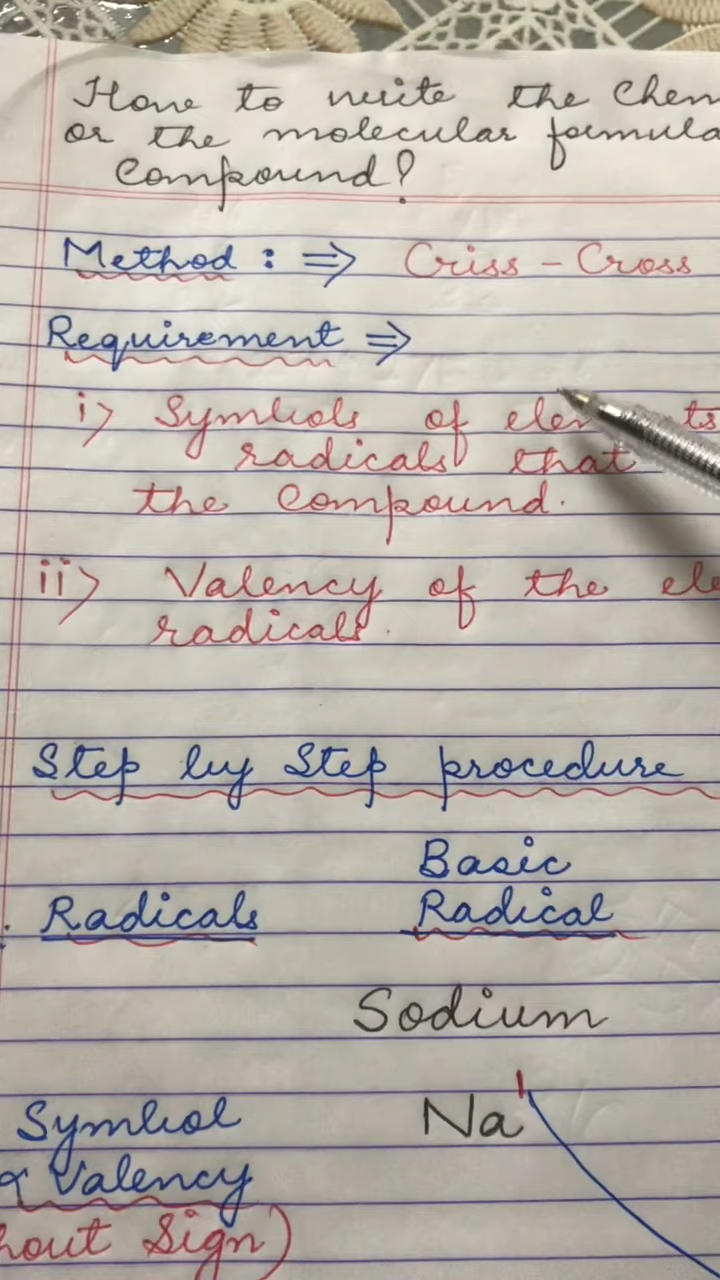 How to write the Chem
or the molecular formula
Compound?
Method : ⇒ Criss - Cross
Requirement ⇒
i> Symbols of
radicals that
the Compound.
ii> Valency of the ele
radicals.
Step by Step procedure
Basic
Radicals Radical
Sodium
Symbol Na 1
& Valency
hout Sign)